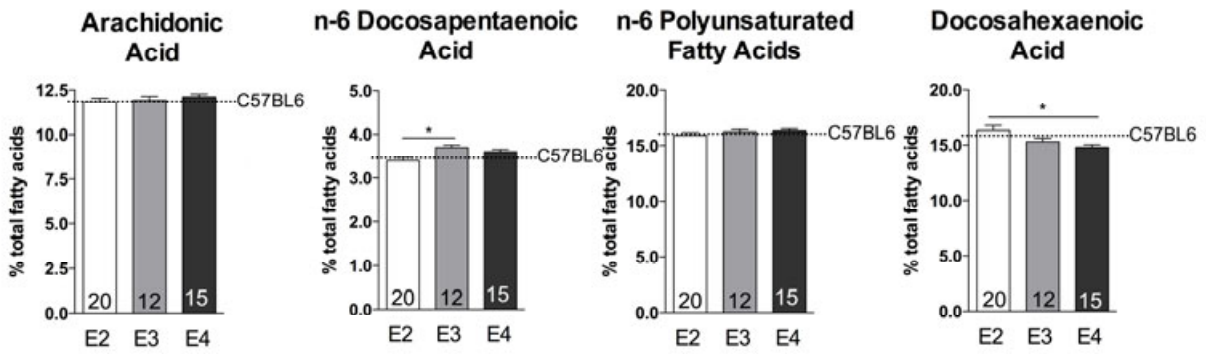 Arachidonic
Acid
% total fatty acids
12.5
10.0
7.5
5.0
2.5
0.0
C57BL6
20
12
15
E2
E3
E4
n-6 Docosapentaenoic
Acid
% total fatty acids
5.0
4.0
3.0
2.0
1.0
0.0
*
C57BL6
20
12
15
E2
E3
E4
n-6 Polyunsaturated
Fatty Acids
% total fatty acids
20.0
15.0
10.0
5.0
0.0
C57BL6
20
12
15
E2
E3
E4
Docosahexaenoic
Acid
% total fatty acids
20.0
15.0
10.0
5.0
0.0
*
C57BL6
20
12
15
E2
E3
E4